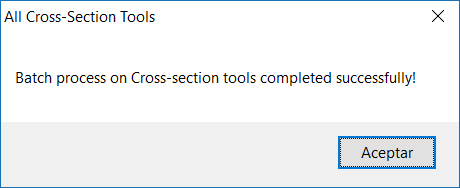 All Cross-Section Tools
Batch process on Cross-section tools completed successfully!
Aceptar